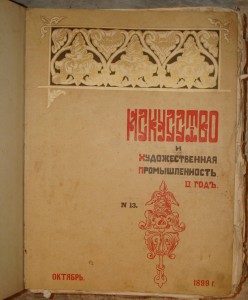 ИСКУССТВО
И
ХУДОЖЕСТВЕННАЯ
ПРОМЫШЛЕННОСТЬ
II ГОДЪ.
№ 13.
ОКТЯБРЬ. 1899 Г.